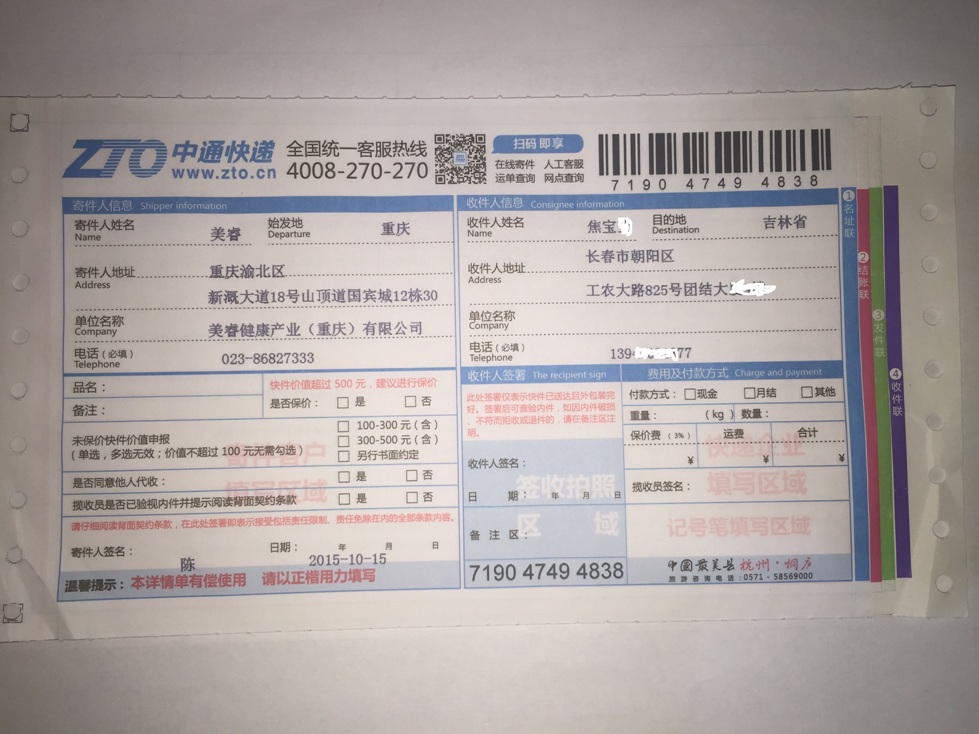 ZTO 中通快递
www.zto.cn
全国统一客服热线
4008-270-270
扫码 即享
在线寄件 人工客服
运单查询 网点查询
7190 4749 4838
寄件人信息 Shipper information
寄件人姓名 美睿 始发地 重庆
Name Departure
寄件人地址 重庆渝北区
Address
新溉大道18号山顶道国宾城12栋30
单位名称 美睿健康产业（重庆）有限公司
Company
电话（必填） 023-86827333
Telephone
收件人信息 Consignee information
收件人姓名 焦宝 目的地 吉林省
Name Destination
长春市朝阳区
收件人地址
Address
工农大路825号团结大
单位名称
Company
电话（必填） 139 77
Telephone
品名：
备注：
快件价值超过 500 元，建议进行保价
是否保价： □ 是 □ 否
未保价快件价值申报
（单选，多选无效；价值不超过 100 元无需勾选）
□ 100-300 元（含）
□ 300-500 元（含）
□ 另行书面约定
寄件客户
填写区域
是否同意他人代收： □ 是 □ 否
揽收员是否已验视内件并提示阅读背面契约条款 □ 是 □ 否
请仔细阅读背面契约条款，在此处签署即表示接受包括责任限制、责任免除在内的全部条款内容。
寄件人签名： 陈 日期： 年 月 日
2015-10-15
温馨提示：本详情单有偿使用 请以正楷用力填写
收件人签署 The recipient sign
此处签署仅表示快件已送达且外包装完
好。签署后可查验内件，如因内件破损
、不符而拒收或退件的，请在备注区注
明。
收件人签名：
签收拍照
日 期： 年 月 日
区 域
备 注 区：
7190 4749 4838
费用及付款方式 Charge and payment
付款方式： □现金 □月结 □其他
重量： （kg） 数量：
保价费（3%） 运费 合计
¥ ¥ ¥
快递企业
揽收员签名： 填写区域
记号笔填写区域
中国最美县 杭州·桐庐
旅游咨询电话：0571 - 58569000
① 名址联
② 结账联
③ 发件联
④ 收件联